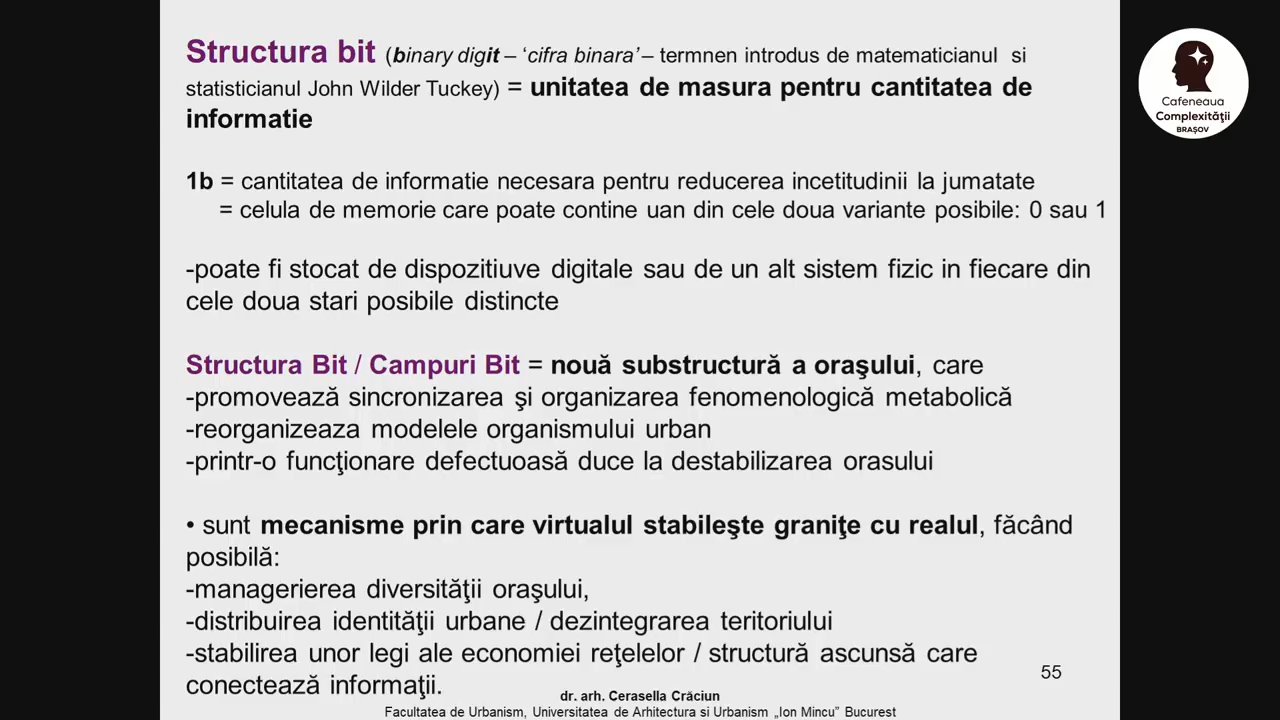 Structura bit (binary digit – ‘cifra binara’ – termnen introdus de matematicianul si
statisticianul John Wilder Tuckey) = unitatea de masura pentru cantitatea de
informatie
1b = cantitatea de informatie necesara pentru reducerea incetitudinii la jumatate
= celula de memorie care poate contine uan din cele doua variante posibile: 0 sau 1
-poate fi stocat de dispozitiuve digitale sau de un alt sistem fizic in fiecare din
cele doua stari posibile distincte
Structura Bit / Campuri Bit = nouă substructură a oraşului, care
-promovează sincronizarea şi organizarea fenomenologică metabolică
-reorganizeaza modelele organismului urban
-printr-o funcţionare defectuoasă duce la destabilizarea orasului
• sunt mecanisme prin care virtualul stabileşte graniţe cu realul, făcând
posibilă:
-managerierea diversităţii oraşului,
-distribuirea identităţii urbane / dezintegrarea teritoriului
-stabilirea unor legi ale economiei reţelelor / structură ascunsă care
conectează informaţii.
55
dr. arh. Cerasella Crăciun
Facultatea de Urbanism, Universitatea de Arhitectura si Urbanism „Ion Mincu” Bucurest
Cafeneaua
Complexităţii
BRAŞOV